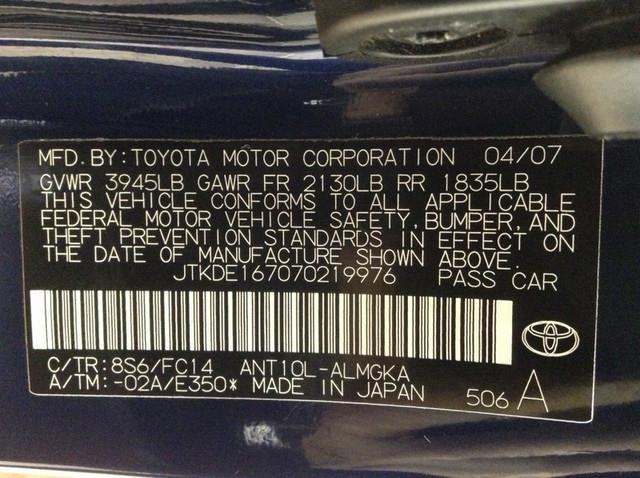 MFD. BY: TOYOTA MOTOR CORPORATION 04/07
GVWR 3945LB GAWR FR 2130LB RR 1835LB
THIS VEHICLE CONFORMS TO ALL APPLICABLE
FEDERAL MOTOR VEHICLE SAFETY, BUMPER, AND
THEFT PREVENTION STANDARDS IN EFFECT ON
THE DATE OF MANUFACTURE SHOWN ABOVE.
JTKDE167070219976 PASS CAR
C/TR: 8S6/FC14 ANT10L-ALMGKA
A/TM: -02A/E350* MADE IN JAPAN 506 A